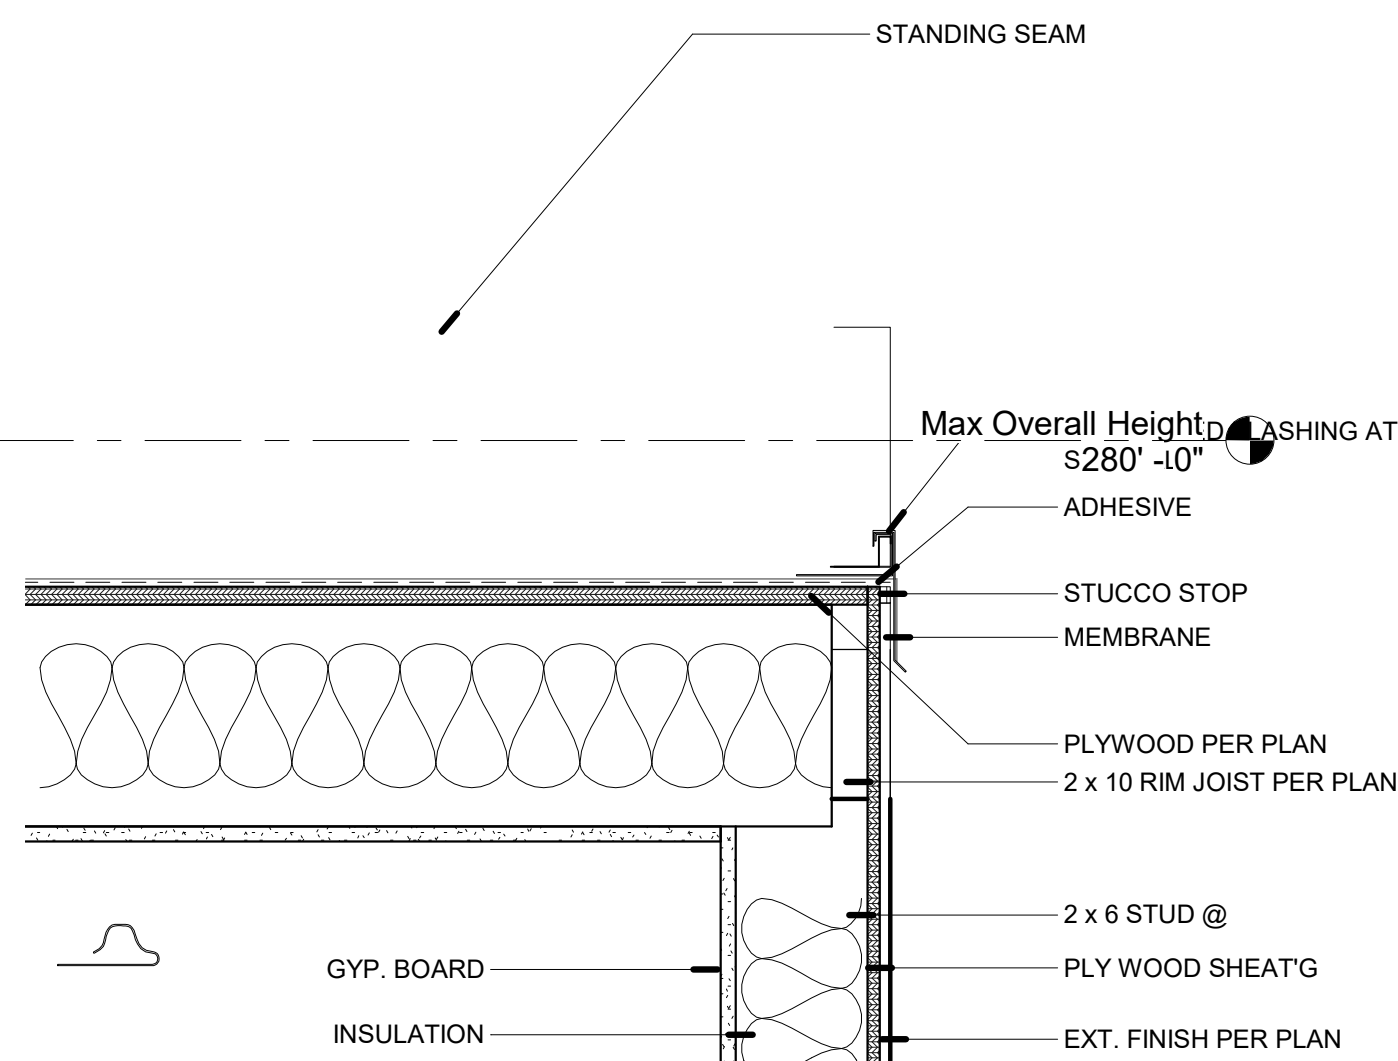 STANDING SEAM
Max Overall Height
ASHING AT
280' - 0"
ADHESIVE
STUCCO STOP
MEMBRANE
PLYWOOD PER PLAN
2 x 10 RIM JOIST PER PLAN
2 x 6 STUD @
GYP. BOARD
PLY WOOD SHEAT'G
INSULATION
EXT. FINISH PER PLAN